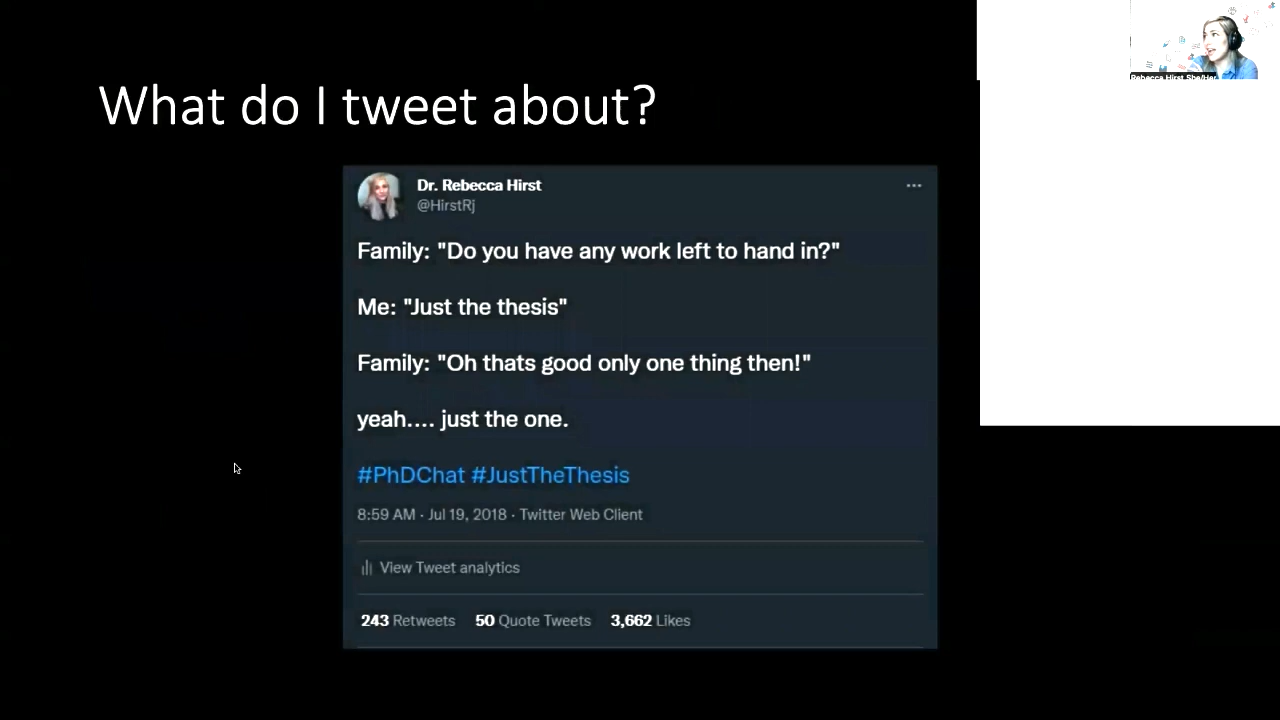 What do I tweet about?
Rebecca Hirst She/Her
Dr. Rebecca Hirst
@HirstRj
Family: "Do you have any work left to hand in?"
Me: "Just the thesis"
Family: "Oh thats good only one thing then!"
yeah.... just the one.
#PhDChat #JustTheThesis
8:59 AM · Jul 19, 2018 · Twitter Web Client
View Tweet analytics
243 Retweets 50 Quote Tweets 3,662 Likes